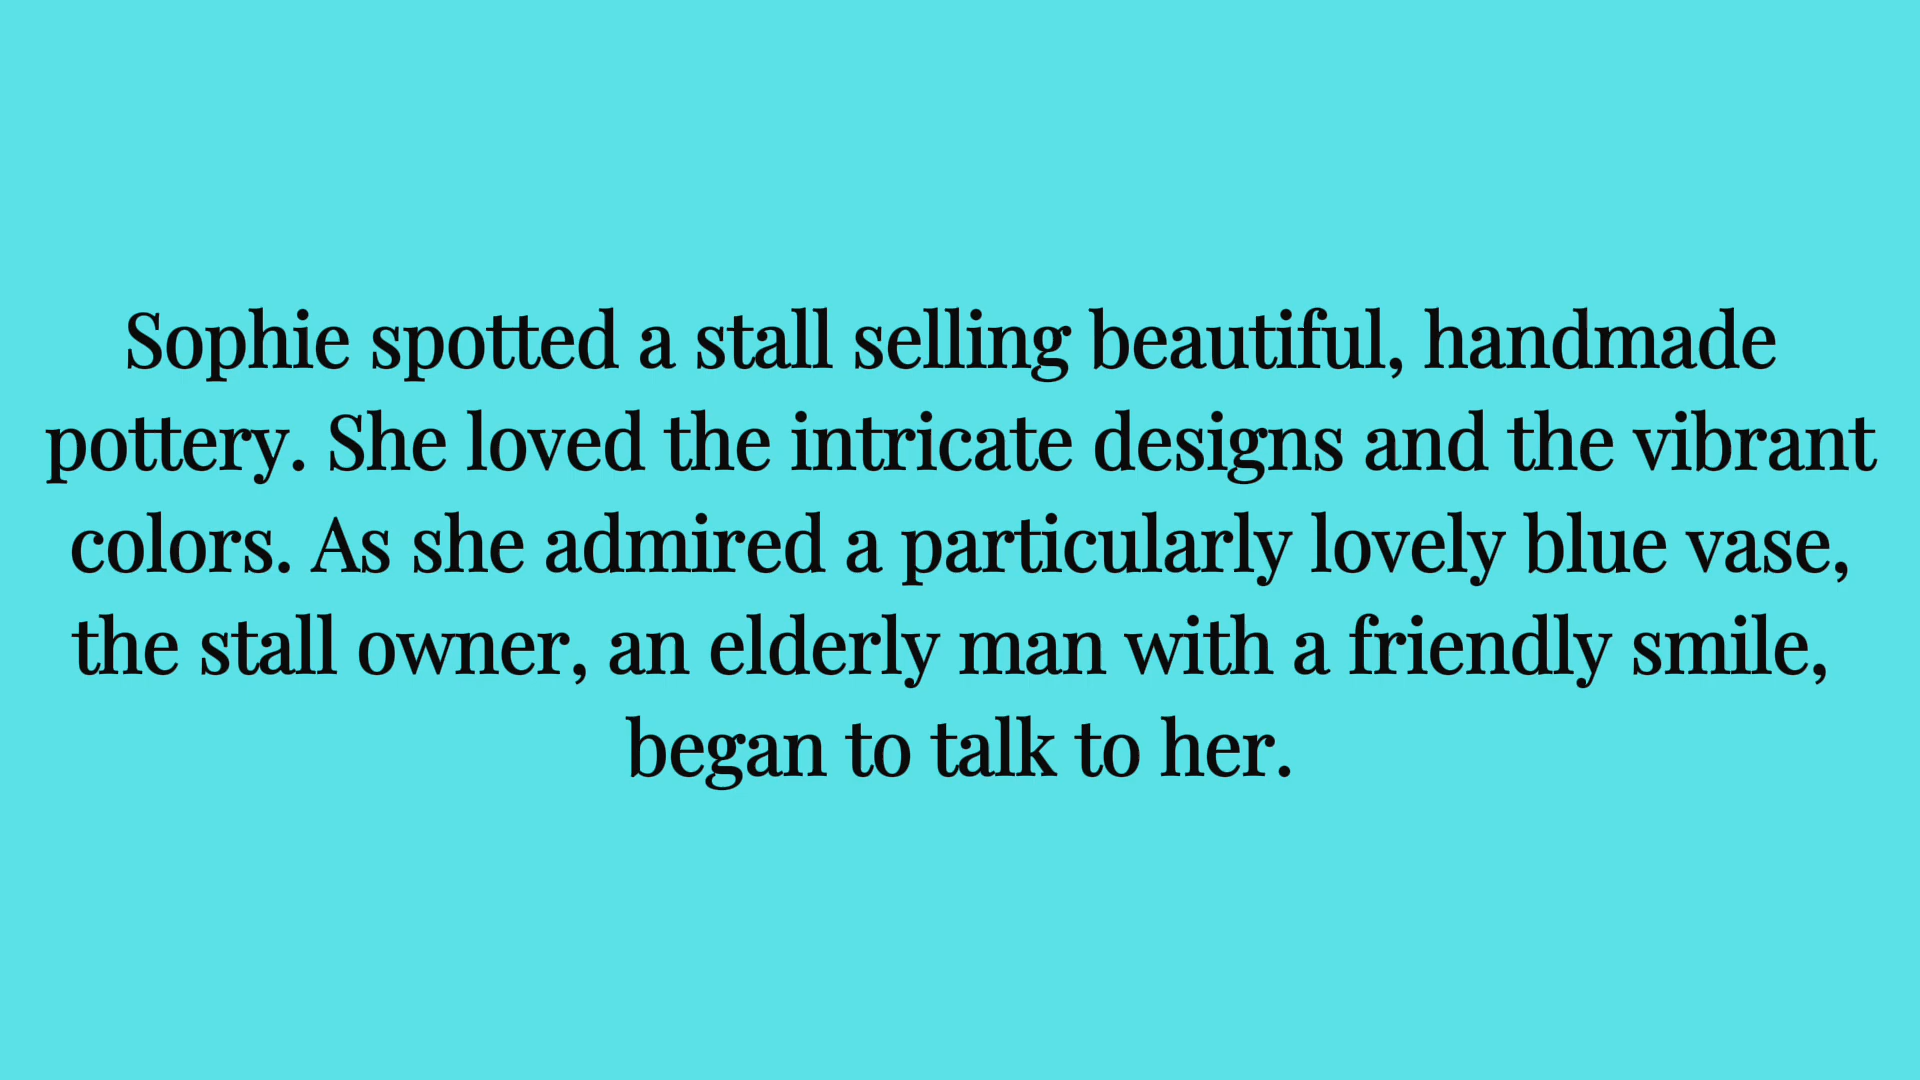 Sophie spotted a stall selling beautiful, handmade
pottery. She loved the intricate designs and the vibrant
colors. As she admired a particularly lovely blue vase,
the stall owner, an elderly man with a friendly smile,
began to talk to her.